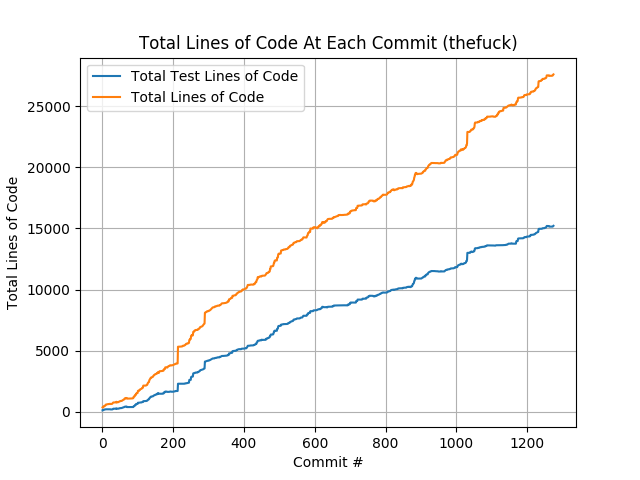 Total Lines of Code At Each Commit (thefuck)
Total Test Lines of Code
Total Lines of Code
Total Lines of Code
25000
20000
15000
10000
5000
0
0 200 400 600 800 1000 1200
Commit #